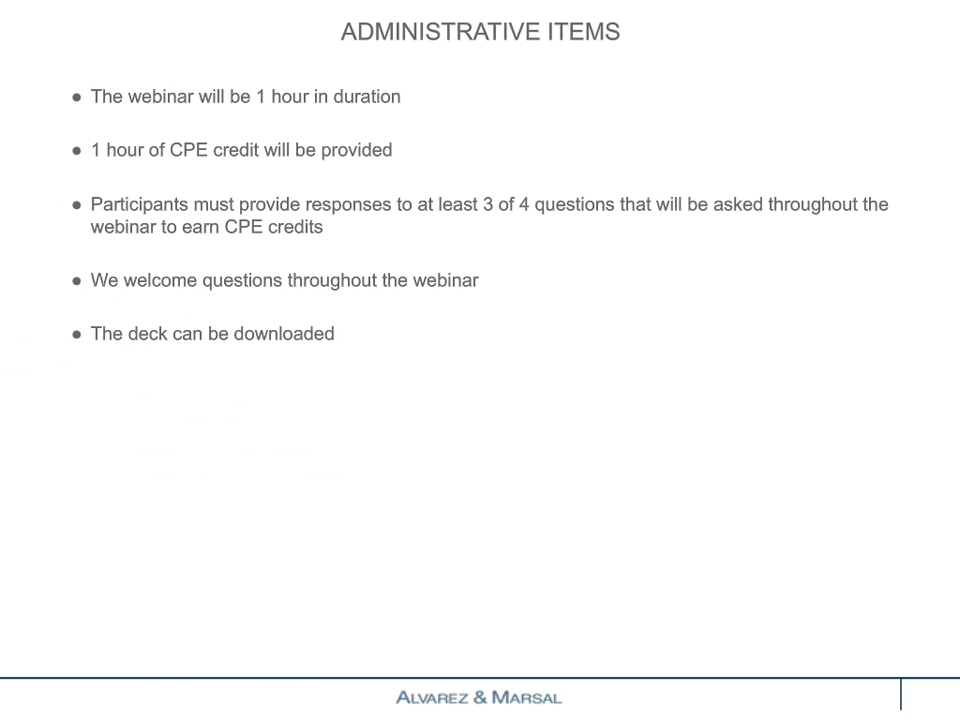 ADMINISTRATIVE ITEMS
● The webinar will be 1 hour in duration
● 1 hour of CPE credit will be provided
● Participants must provide responses to at least 3 of 4 questions that will be asked throughout the
webinar to earn CPE credits
● We welcome questions throughout the webinar
● The deck can be downloaded
ALVAREZ & MARSAL